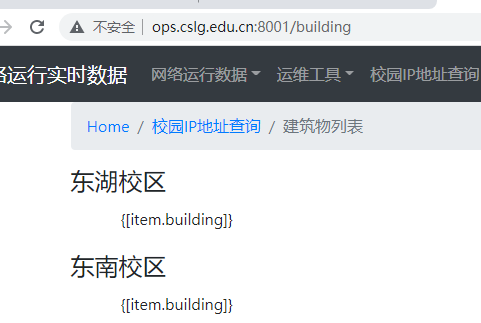 不安全 ops.cslg.edu.cn:8001/building
络运行实时数据 网络运行数据 运维工具 校园IP地址查询
Home / 校园IP地址查询 / 建筑物列表
东湖校区
{[item.building]}
东南校区
{[item.building]}